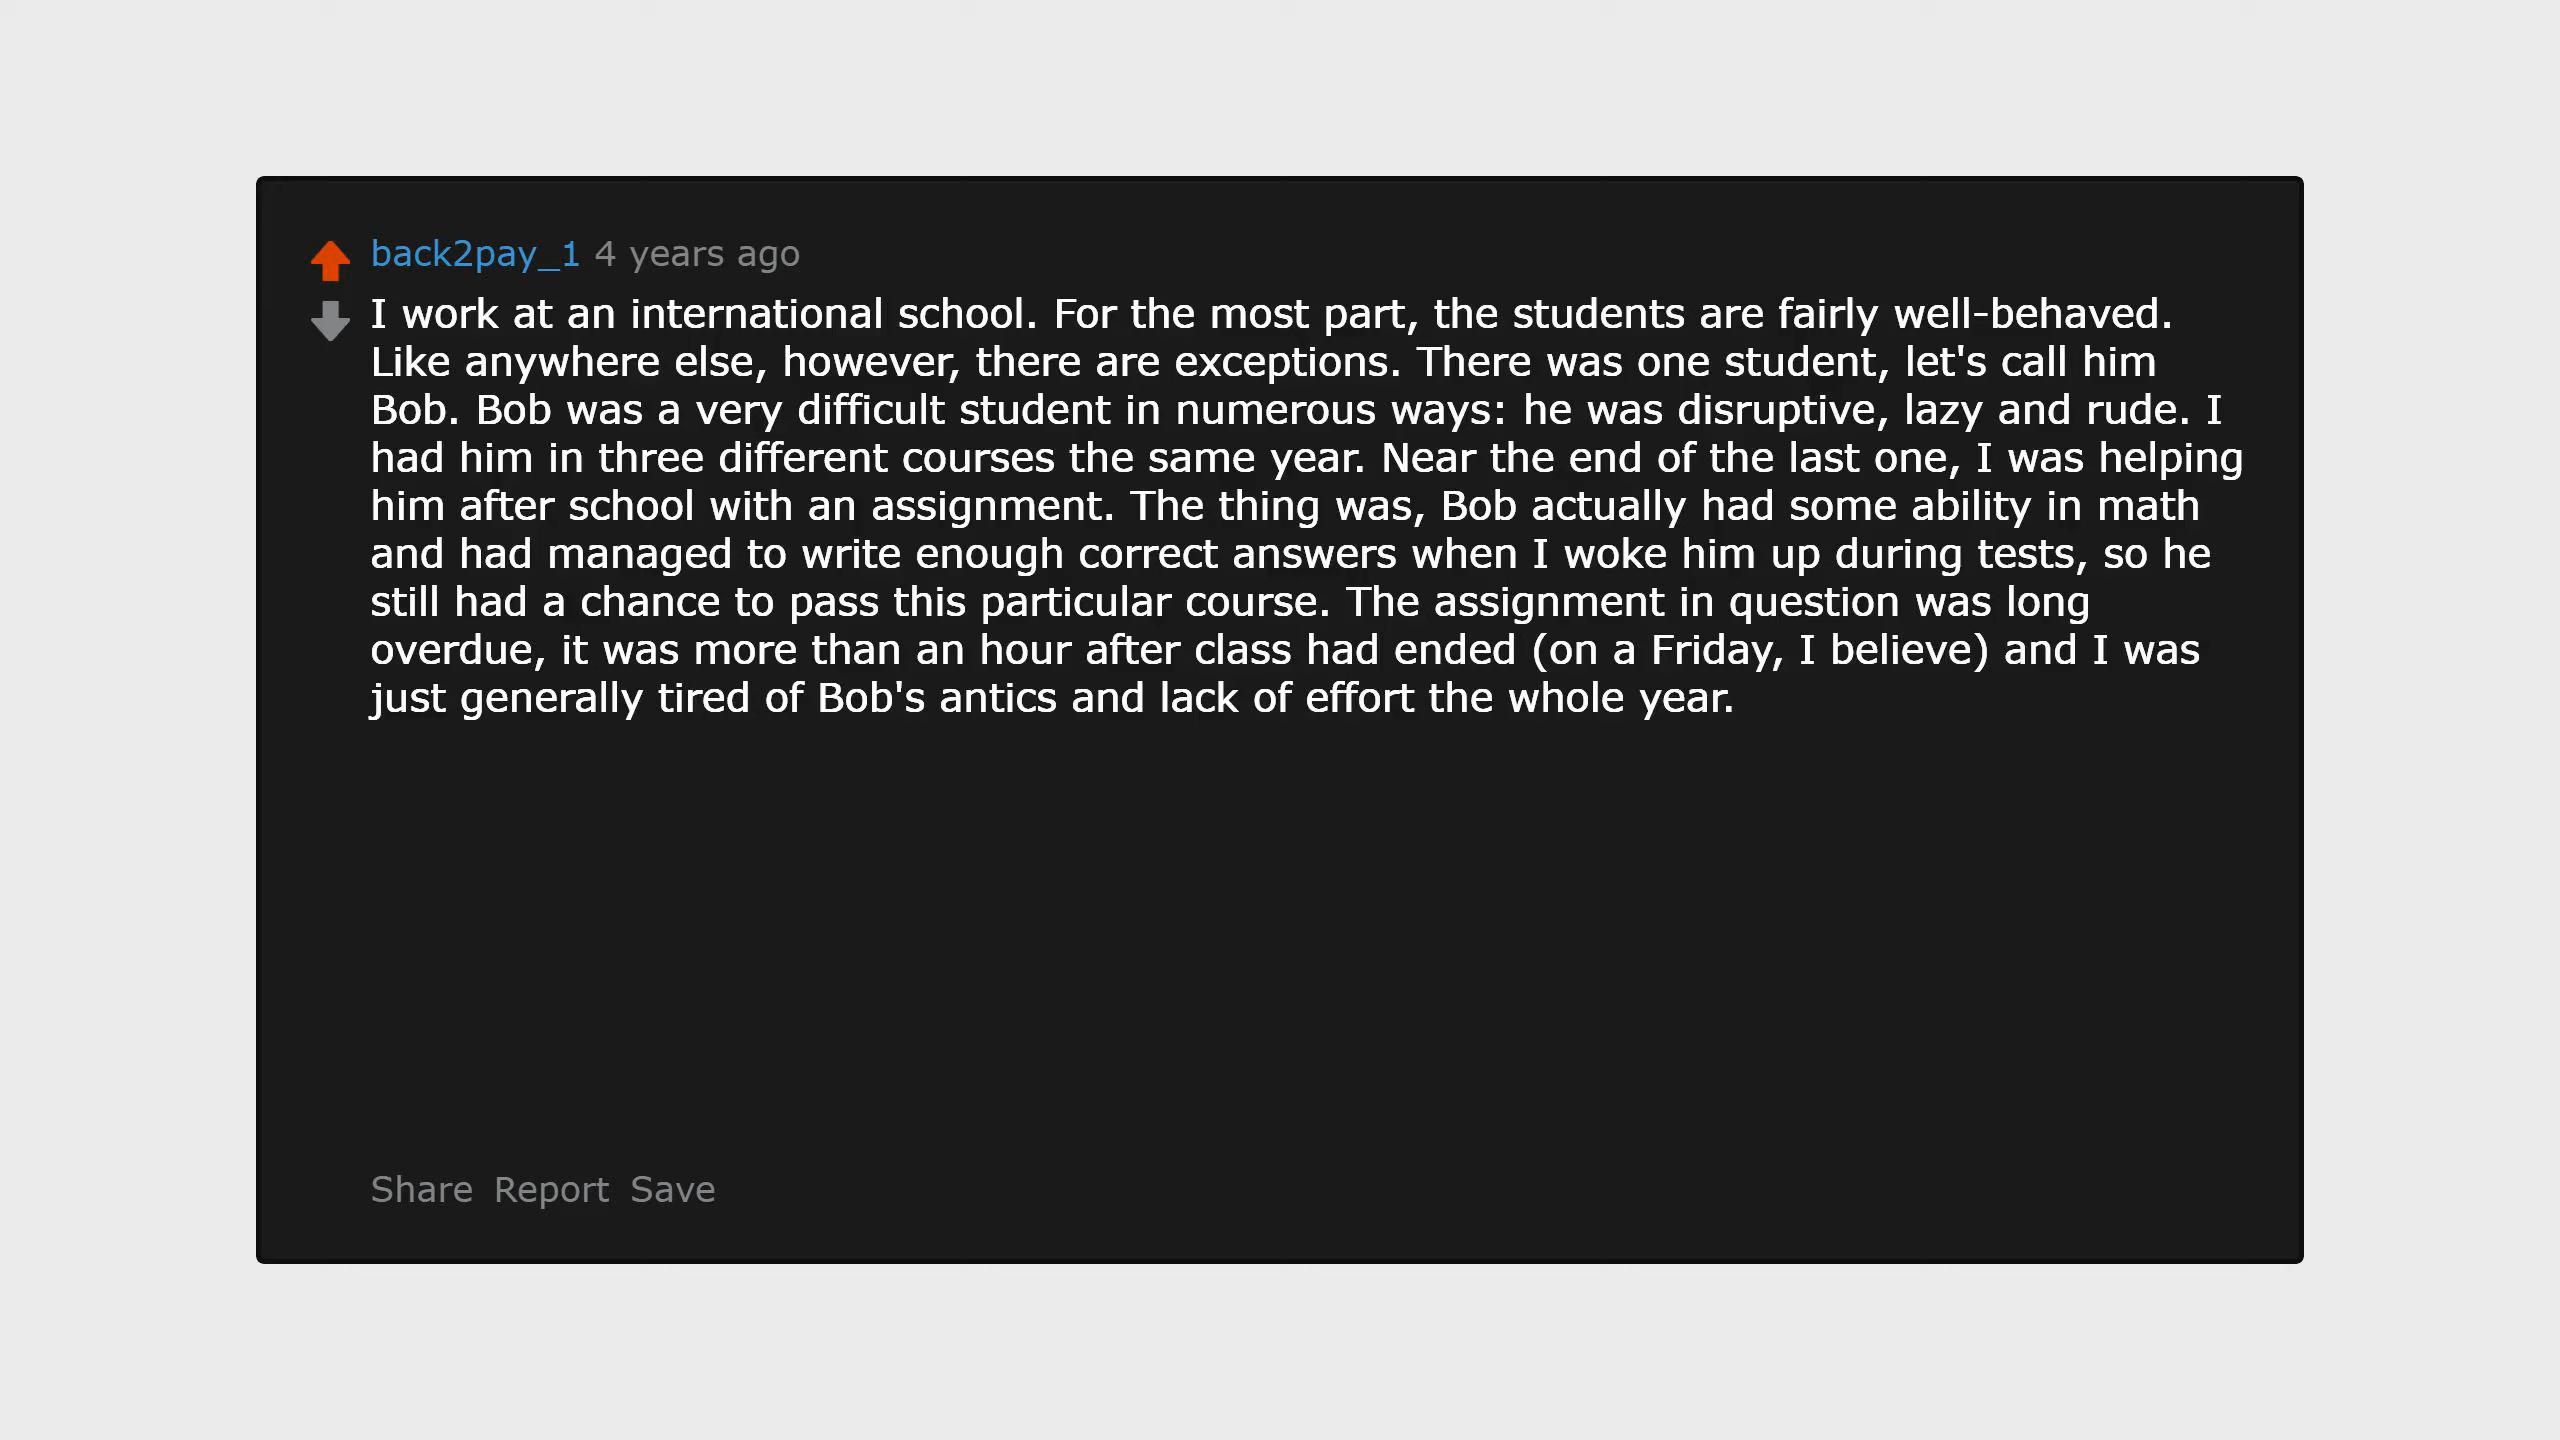 back2pay_1 4 years ago
I work at an international school. For the most part, the students are fairly well-behaved.
Like anywhere else, however, there are exceptions. There was one student, let's call him
Bob. Bob was a very difficult student in numerous ways: he was disruptive, lazy and rude. I
had him in three different courses the same year. Near the end of the last one, I was helping
him after school with an assignment. The thing was, Bob actually had some ability in math
and had managed to write enough correct answers when I woke him up during tests, so he
still had a chance to pass this particular course. The assignment in question was long
overdue, it was more than an hour after class had ended (on a Friday, I believe) and I was
just generally tired of Bob's antics and lack of effort the whole year.
Share Report Save